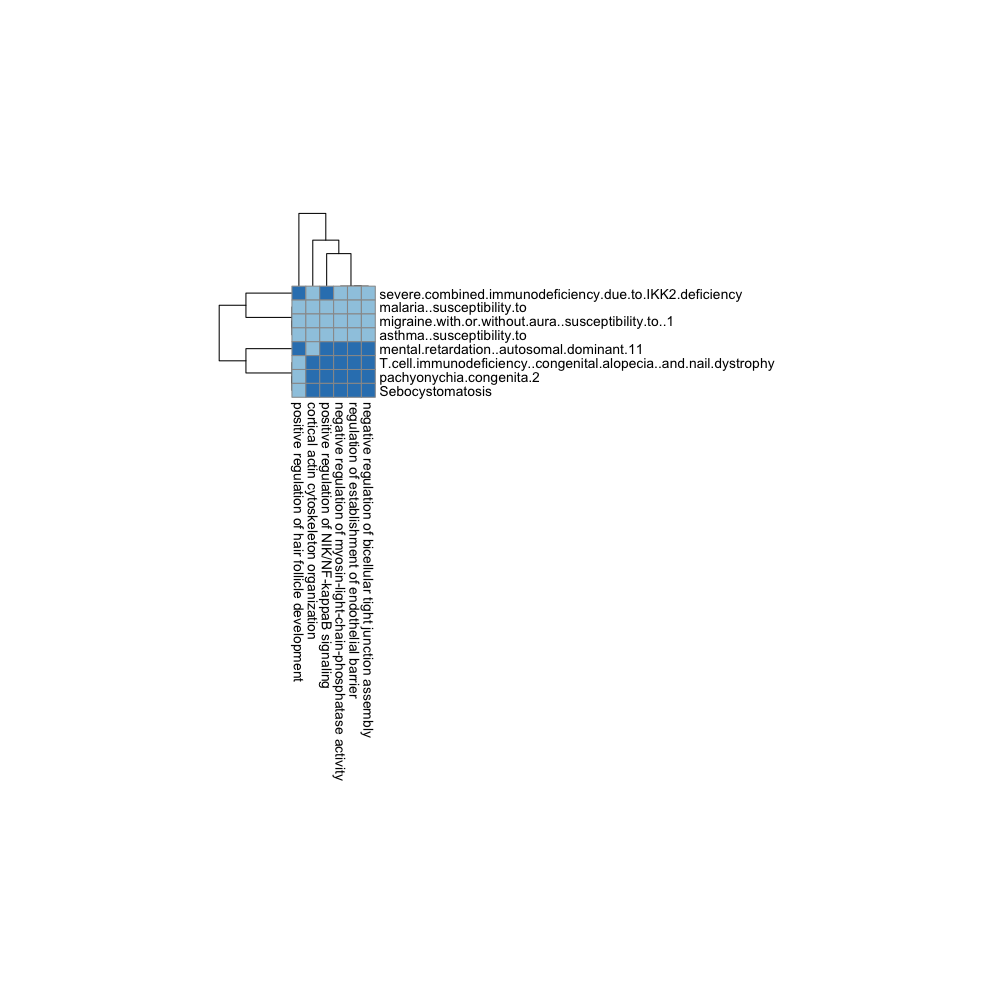 severe.combined.immunodeficiency.due.to.IKK2.deficiency
malaria..susceptibility.to
migraine.with.or.without.aura..susceptibility.to..1
asthma..susceptibility.to
mental.retardation..autosomal.dominant.11
T.cell.immunodeficiency..congenital.alopecia..and.nail.dystrophy
pachyonychia.congenita.2
Sebocystomatosis
positive regulation of hair follicle development
cortical actin cytoskeleton organization
positive regulation of NIK/NF-kappaB signaling
negative regulation of myosin-light-chain-phosphatase activity
regulation of establishment of endothelial barrier
negative regulation of bicellular tight junction assembly